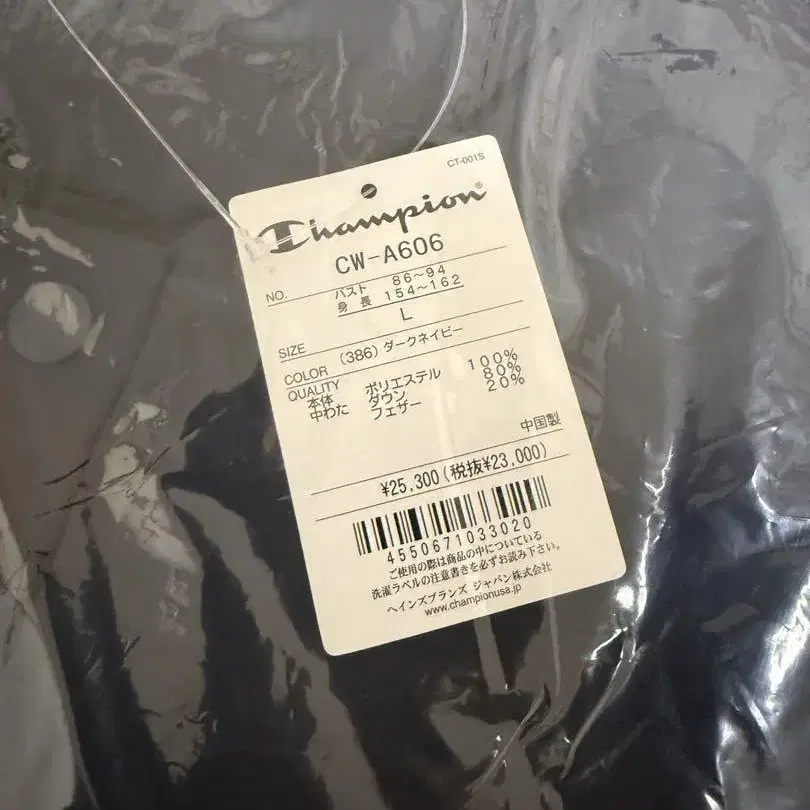 CT-001S
Champion®
CW-A606
NO. バスト 86~94
身長 154~162
SIZE L
COLOR (386) ダークネイビー
QUALITY
本体 ポリエステル 100%
中わた ダウン 80%
フェザー 20%
中国製
¥25,300(税抜¥23,000)
4550671033020
ご使用の際は商品の中についている
洗濯ラベルの注意書きを必ずお読み下さい。
ヘインズブランズ ジャパン株式会社
www.championusa.jp